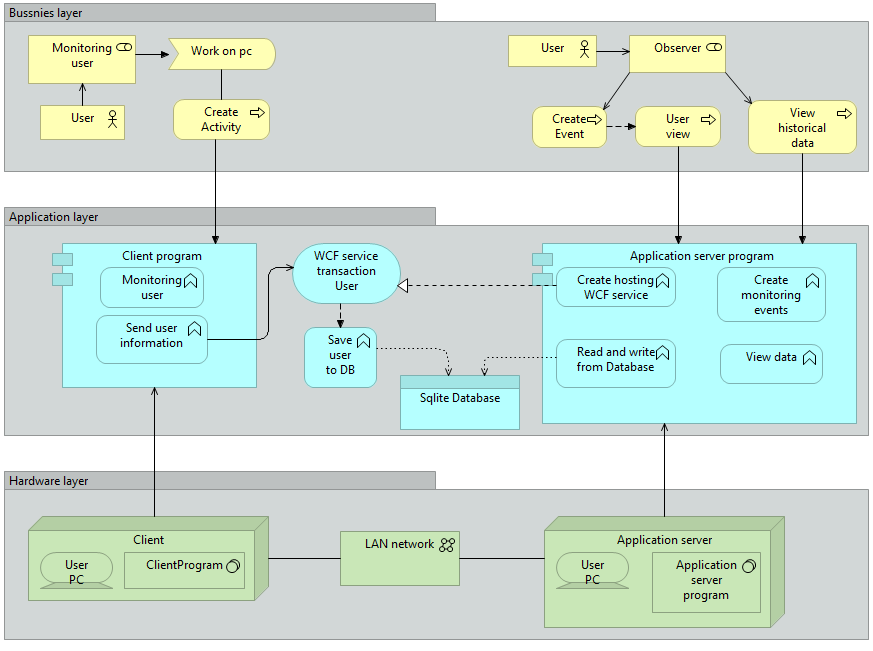 Bussnies layer
Monitoring
user
Work on pc
User
Create
Activity
User
Observer
Create
Event
User
view
View
historical
data
Application layer
Client program
Monitoring
user
Send user
information
WCF service
transaction
User
Save
user
to DB
Sqlite Database
Application server program
Create hosting
WCF service
Create
monitoring
events
Read and write
from Database
View data
Hardware layer
Client
User
PC
ClientProgram
LAN network
Application server
User
PC
Application
server
program